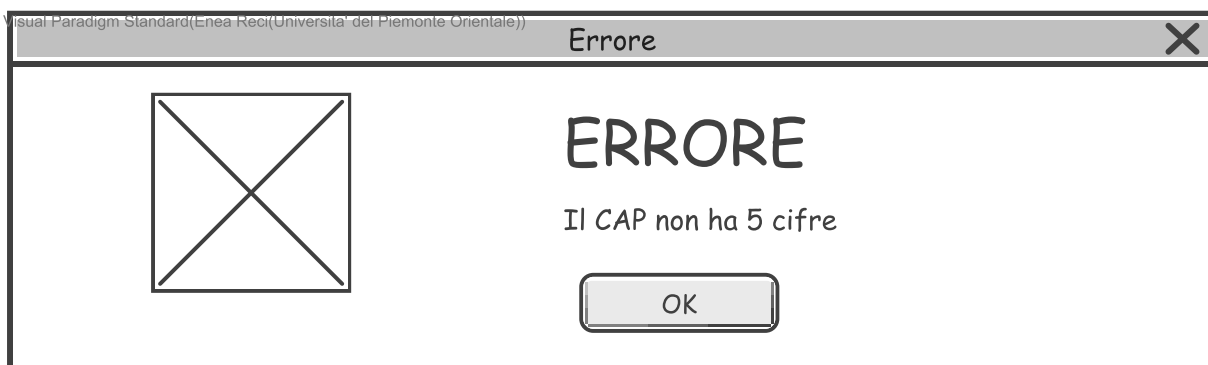 Visual Paradigm Standard(Enea Reci(Universita' del Piemonte Orientale))
Errore
ERRORE
Il CAP non ha 5 cifre
OK